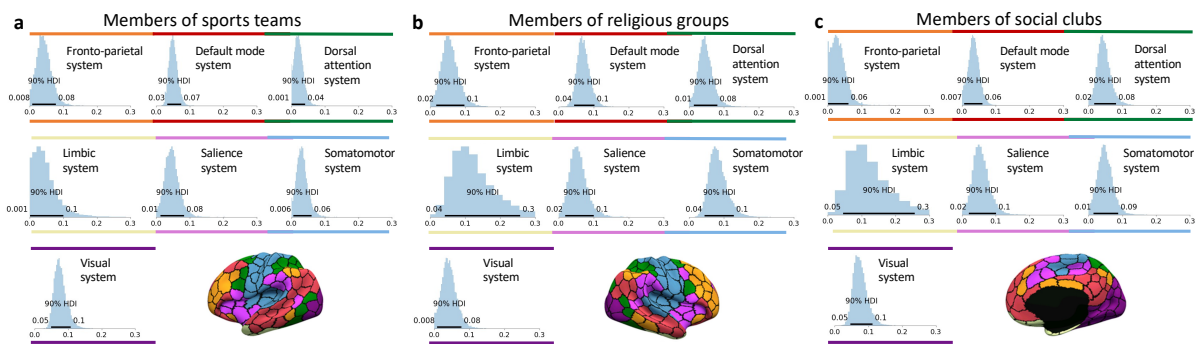 a Members of sports teams
Fronto-parietal
system
90% HDI
0.008 0.08
0.0 0.1 0.2 0.3
Default mode
system
90% HDI
0.03 0.07
0.0 0.1 0.2 0.3
Dorsal
attention
system
90% HDI
0.001 0.04
0.0 0.1 0.2 0.3
Limbic
system
90% HDI
0.001 0.1
0.0 0.1 0.2 0.3
Salience
system
90% HDI
0.01 0.08
0.0 0.1 0.2 0.3
Somatomotor
system
90% HDI
0.006 0.06
0.0 0.1 0.2 0.3
Visual
system
90% HDI
0.05 0.1
0.0 0.1 0.2 0.3
b Members of religious groups
Fronto-parietal
system
90% HDI
0.02 0.1
0.0 0.1 0.2 0.3
Default mode
system
90% HDI
0.04 0.1
0.0 0.1 0.2 0.3
Dorsal
attention
system
90% HDI
0.01 0.08
0.0 0.1 0.2 0.3
Limbic
system
90% HDI
0.04 0.3
0.0 0.1 0.2 0.3
Salience
system
90% HDI
0.02 0.1
0.0 0.1 0.2 0.3
Somatomotor
system
90% HDI
0.04 0.1
0.0 0.1 0.2 0.3
Visual
system
90% HDI
0.008 0.08
0.0 0.1 0.2 0.3
c Members of social clubs
Fronto-parietal
system
90% HDI
0.001 0.06
0.0 0.1 0.2 0.3
Default mode
system
90% HDI
0.007 0.06
0.0 0.1 0.2 0.3
Dorsal
attention
system
90% HDI
0.02 0.08
0.0 0.1 0.2 0.3
Limbic
system
90% HDI
0.05 0.3
0.0 0.1 0.2 0.3
Salience
system
90% HDI
0.02 0.1
0.0 0.1 0.2 0.3
Somatomotor
system
90% HDI
0.01 0.09
0.0 0.1 0.2 0.3
Visual
system
90% HDI
0.05 0.1
0.0 0.1 0.2 0.3